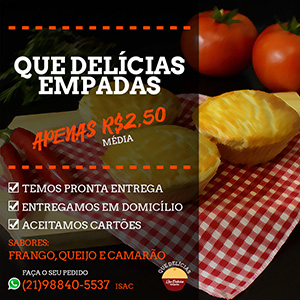 QUE DELÍCIAS
EMPADAS
APENAS R$2,50
MÉDIA
TEMOS PRONTA ENTREGA
ENTREGAMOS EM DOMICÍLIO
ACEITAMOS CARTÕES
SABORES:
FRANGO, QUEIJO E CAMARÃO
FAÇA O SEU PEDIDO
(21)98840-5537 ISAC
QUE DELÍCIAS